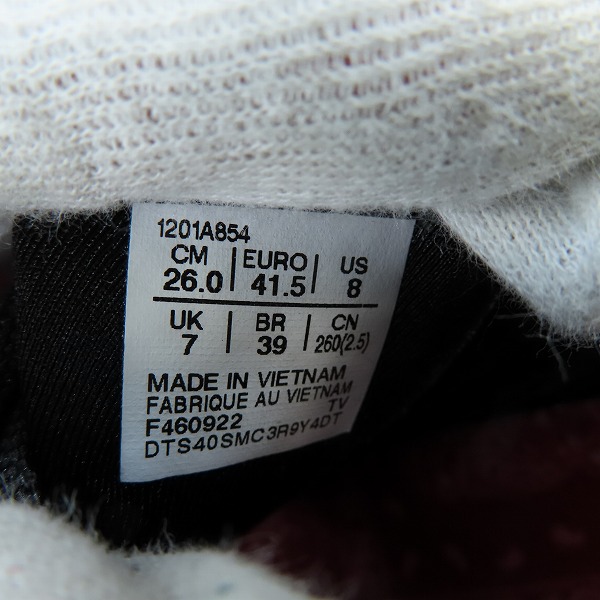 1201A854
CM EURO US
26.0 41.5 8
UK BR CN
7 39 260(2.5)
MADE IN VIETNAM
FABRIQUE AU VIETNAM
F460922 TV
DTS40SMC3R9Y4DT